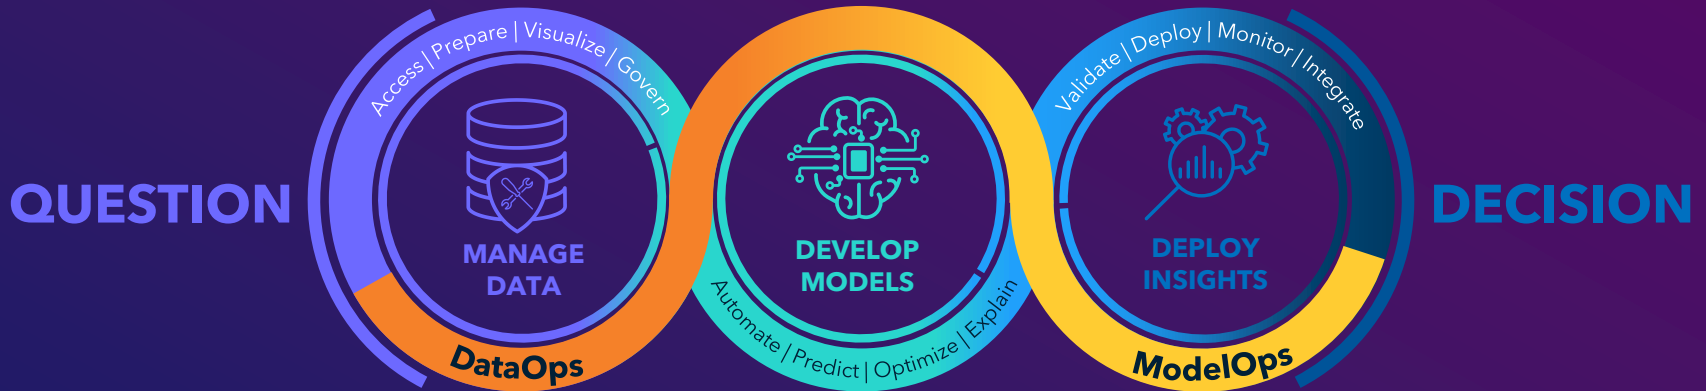 QUESTION
Access | Prepare | Visualize | Govern
MANAGE
DATA
DataOps
DEVELOP
MODELS
Automate | Predict | Optimize | Explain
Validate | Deploy | Monitor | Integrate
DEPLOY
INSIGHTS
ModelOps
DECISION